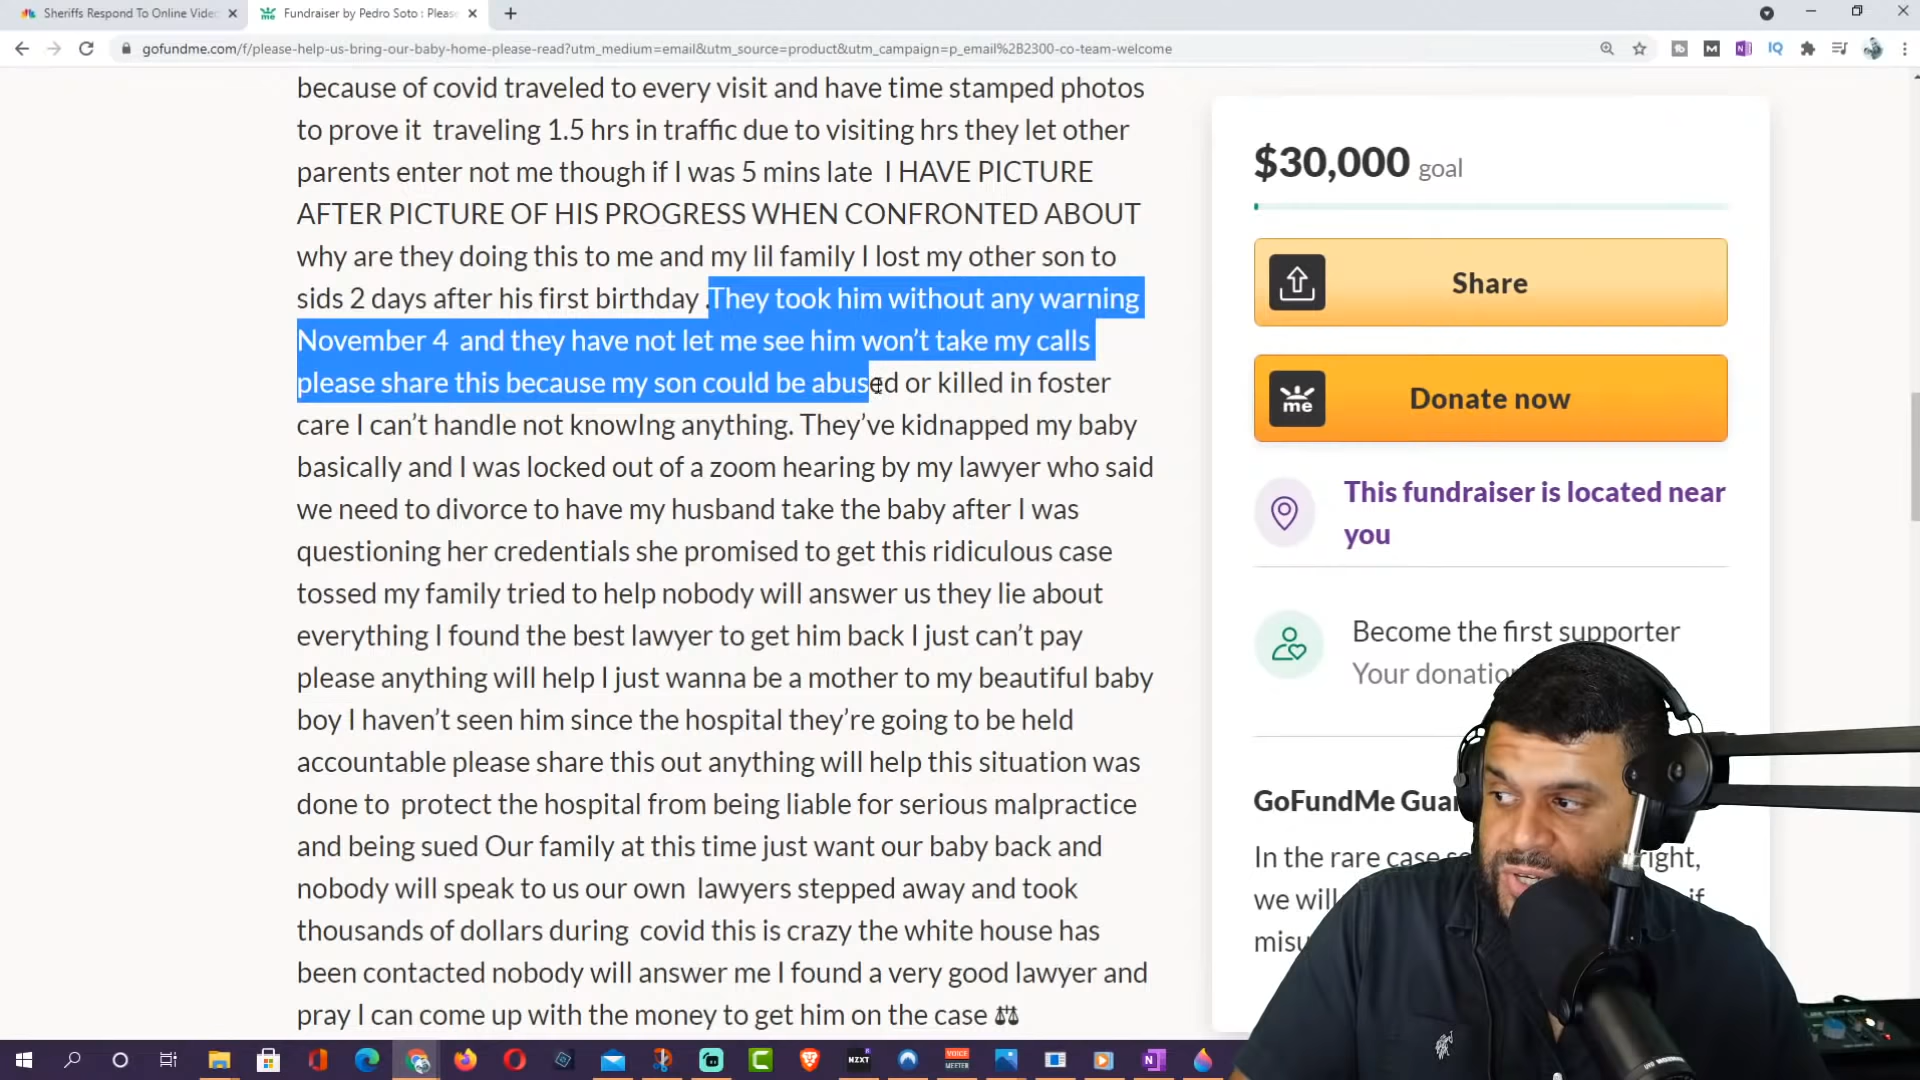 Sheriffs Respond To Online Vide
Fundraiser by Pedro Soto : Please
gofundme.com/f/please-help-us-bring-our-baby-home-please-read?utm_medium=email&utm_source=product&utm_campaign=p_email%2B2300-co-team-welcome
because of covid traveled to every visit and have time stamped photos
to prove it traveling 1.5 hrs in traffic due to visiting hrs they let other
parents enter not me though if I was 5 mins late I HAVE PICTURE
AFTER PICTURE OF HIS PROGRESS WHEN CONFRONTED ABOUT
why are they doing this to me and my lil family I lost my other son to
sids 2 days after his first birthday .They took him without any warning
November 4 and they have not let me see him won't take my calls
please share this because my son could be abused or killed in foster
care I can't handle not knowIng anything. They've kidnapped my baby
basically and I was locked out of a zoom hearing by my lawyer who said
we need to divorce to have my husband take the baby after I was
questioning her credentials she promised to get this ridiculous case
tossed my family tried to help nobody will answer us they lie about
everything I found the best lawyer to get him back I just can't pay
please anything will help I just wanna be a mother to my beautiful baby
boy I haven't seen him since the hospital they're going to be held
accountable please share this out anything will help this situation was
done to protect the hospital from being liable for serious malpractice
and being sued Our family at this time just want our baby back and
nobody will speak to us our own lawyers stepped away and took
thousands of dollars during covid this is crazy the white house has
been contacted nobody will answer me I found a very good lawyer and
pray I can come up with the money to get him on the case
$30,000 goal
Share
me
Donate now
This fundraiser is located near
you
Become the first supporter
Your donatio
GoFundMe Gua
In the rare case right,
we will if
misu
IQ
NZXT
VOICE
MEETER